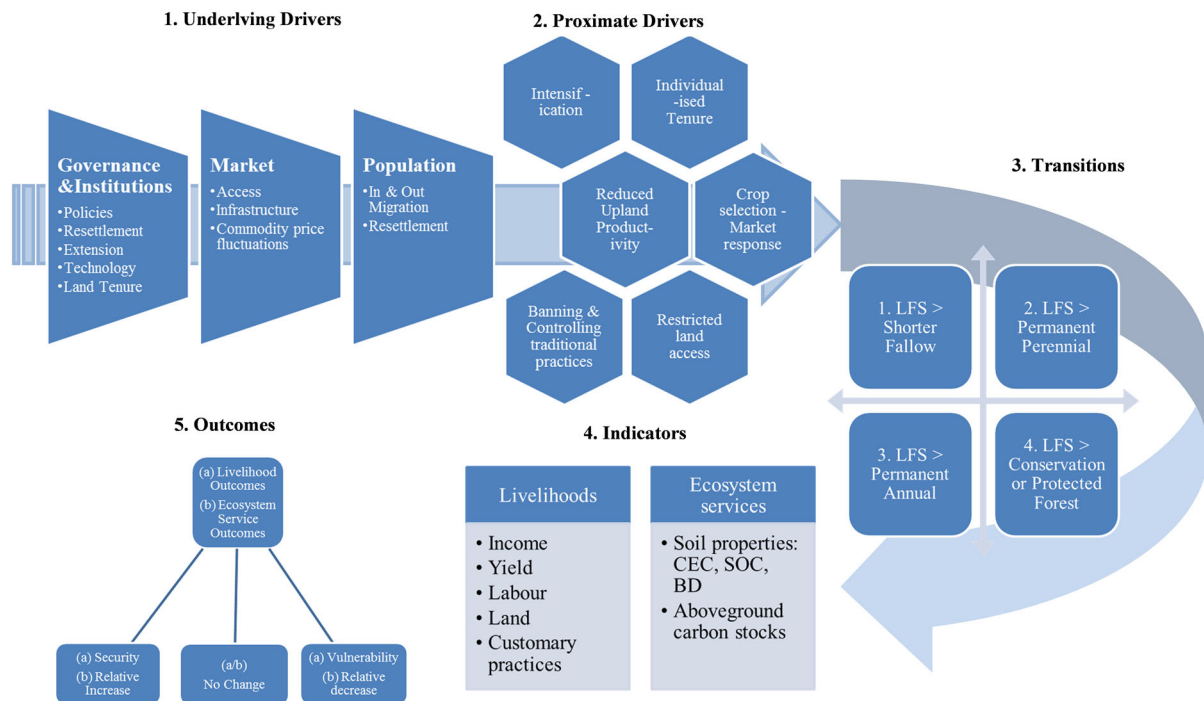 1. Underlving Drivers
Governance
&Institutions
•Policies
•Resettlement
•Extension
•Technology
•Land Tenure
Market
•Access
•Infrastructure
•Commodity price
fluctuations
Population
•In & Out
Migration
•Resettlement
2. Proximate Drivers
Intensif -
ication
Individual
-ised
Tenure
Reduced
Upland
Product-
ivity
Crop
selection -
Market
response
Banning &
Controlling
traditional
practices
Restricted
land
access
3. Transitions
1. LFS >
Shorter
Fallow
2. LFS >
Permanent
Perennial
3. LFS >
Permanent
Annual
4. LFS >
Conservation
or Protected
Forest
4. Indicators
Livelihoods
• Income
• Yield
• Labour
• Land
• Customary
practices
Ecosystem
services
• Soil properties:
CEC, SOC,
BD
• Aboveground
carbon stocks
5. Outcomes
(a) Livelihood
Outcomes
(b) Ecosystem
Service
Outcomes
(a) Security
(b) Relative
Increase
(a/b)
No Change
(a) Vulnerability
(b) Relative
decrease